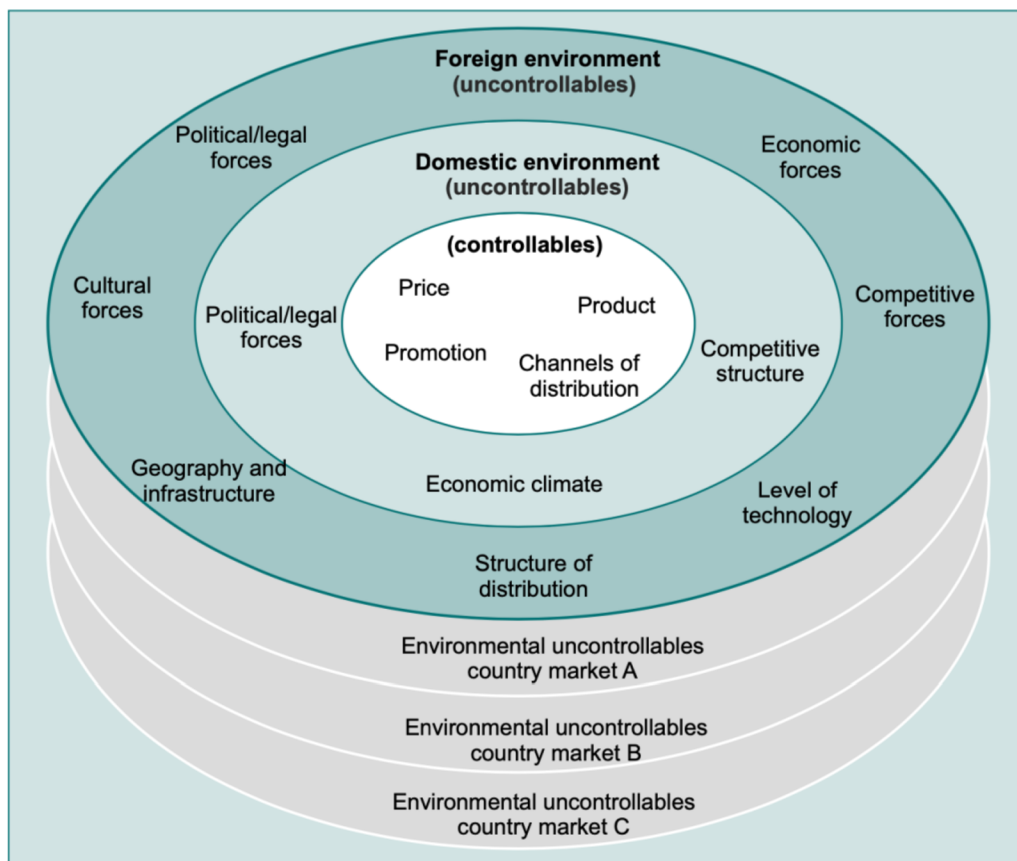 Foreign environment
(uncontrollables)
Political/legal
forces
Economic
forces
Domestic environment
(uncontrollables)
(controllables)
Cultural
forces
Price
Product
Competitive
forces
Political/legal
forces
Promotion
Channels of
distribution
Competitive
structure
Geography and
infrastructure
Economic climate
Level of
technology
Structure of
distribution
Environmental uncontrollables
country market A
Environmental uncontrollables
country market B
Environmental uncontrollables
country market C